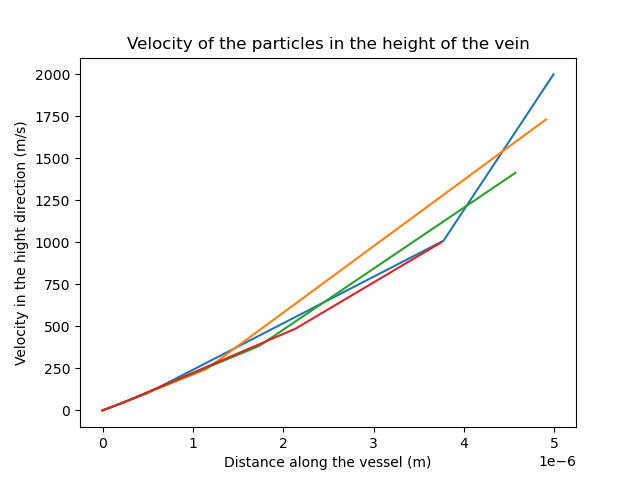 Velocity of the particles in the height of the vein
2000
1750
1500
1250
1000
750
500
250
0
Velocity in the hight direction (m/s)
0 1 2 3 4 5
1e−6
Distance along the vessel (m)